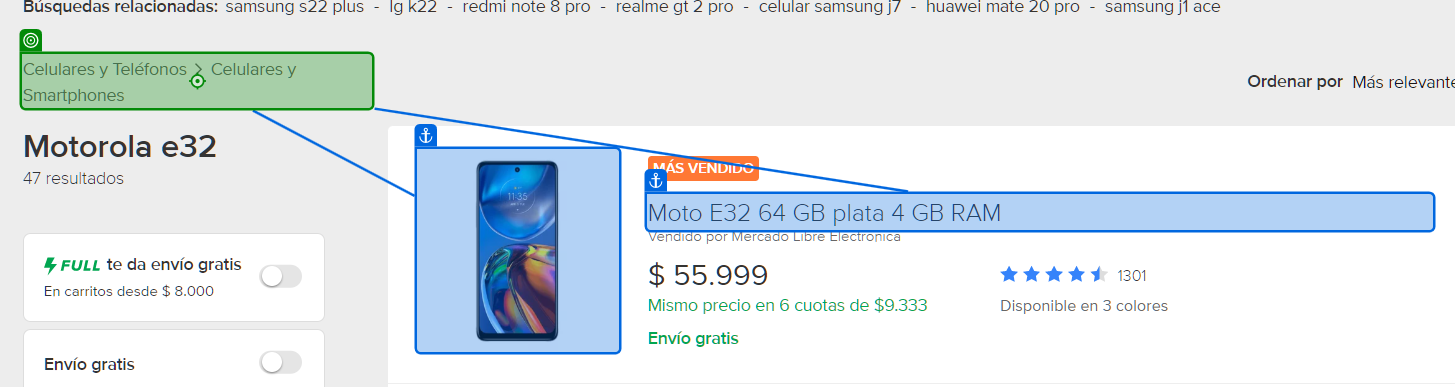 Búsquedas relacionadas: samsung s22 plus - lg k22 - redmi note 8 pro - realme gt 2 pro - celular samsung j7 - huawei mate 20 pro - samsung j1 ace
Celulares y Teléfonos > Celulares y
Smartphones
Ordenar por Más relevante
Motorola e32
47 resultados
FULL te da envío gratis
En carritos desde $ 8.000
Envío gratis
11:35
MÁS VENDIDO
Moto E32 64 GB plata 4 GB RAM
Vendido por Mercado Libre Electronica
$ 55.999
Mismo precio en 6 cuotas de $9.333
Envío gratis
1301
Disponible en 3 colores